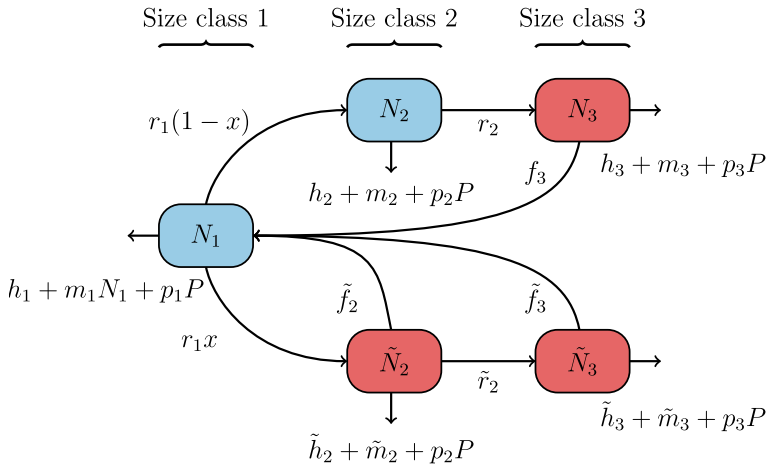 Size class 1 Size class 2 Size class 3
r₁(1 − x)
N₂
r₂
N₃
h₂ + m₂ + p₂P
f₃
h₃ + m₃ + p₃P
N₁
h₁ + m₁N₁ + p₁P
r₁x
f̃₂
f̃₃
Ñ₂
r̃₂
Ñ₃
h̃₂ + m̃₂ + p₂P
h̃₃ + m̃₃ + p₃P